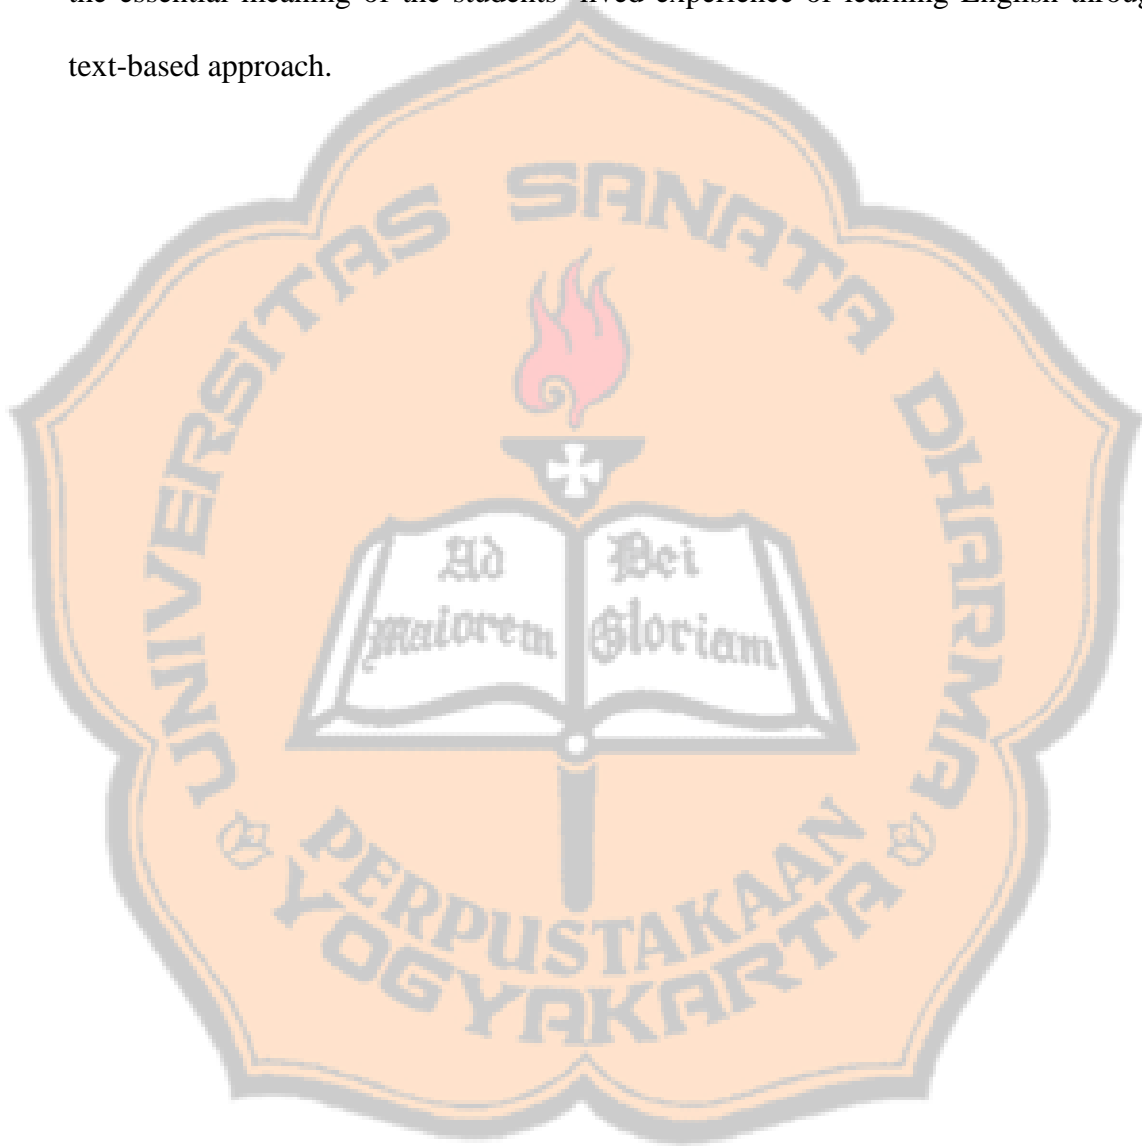 the essential meaning of the students' lived experience of learning English
text-based approach.
UNIVERSITAS SANATA DHARMA
Ad Dei
Maiorem Gloriam
PERPUSTAKAAN
YOGYAKARTA